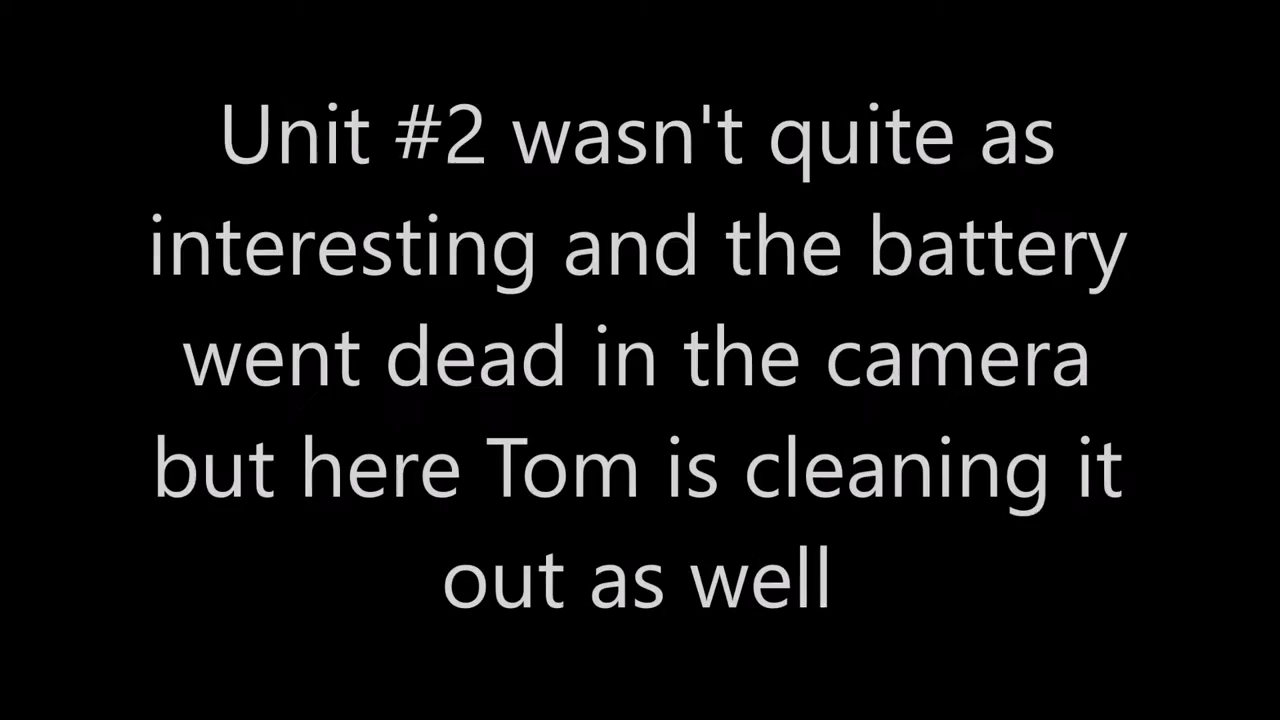 Unit #2 wasn't quite as
interesting and the battery
went dead in the camera
but here Tom is cleaning it
out as well